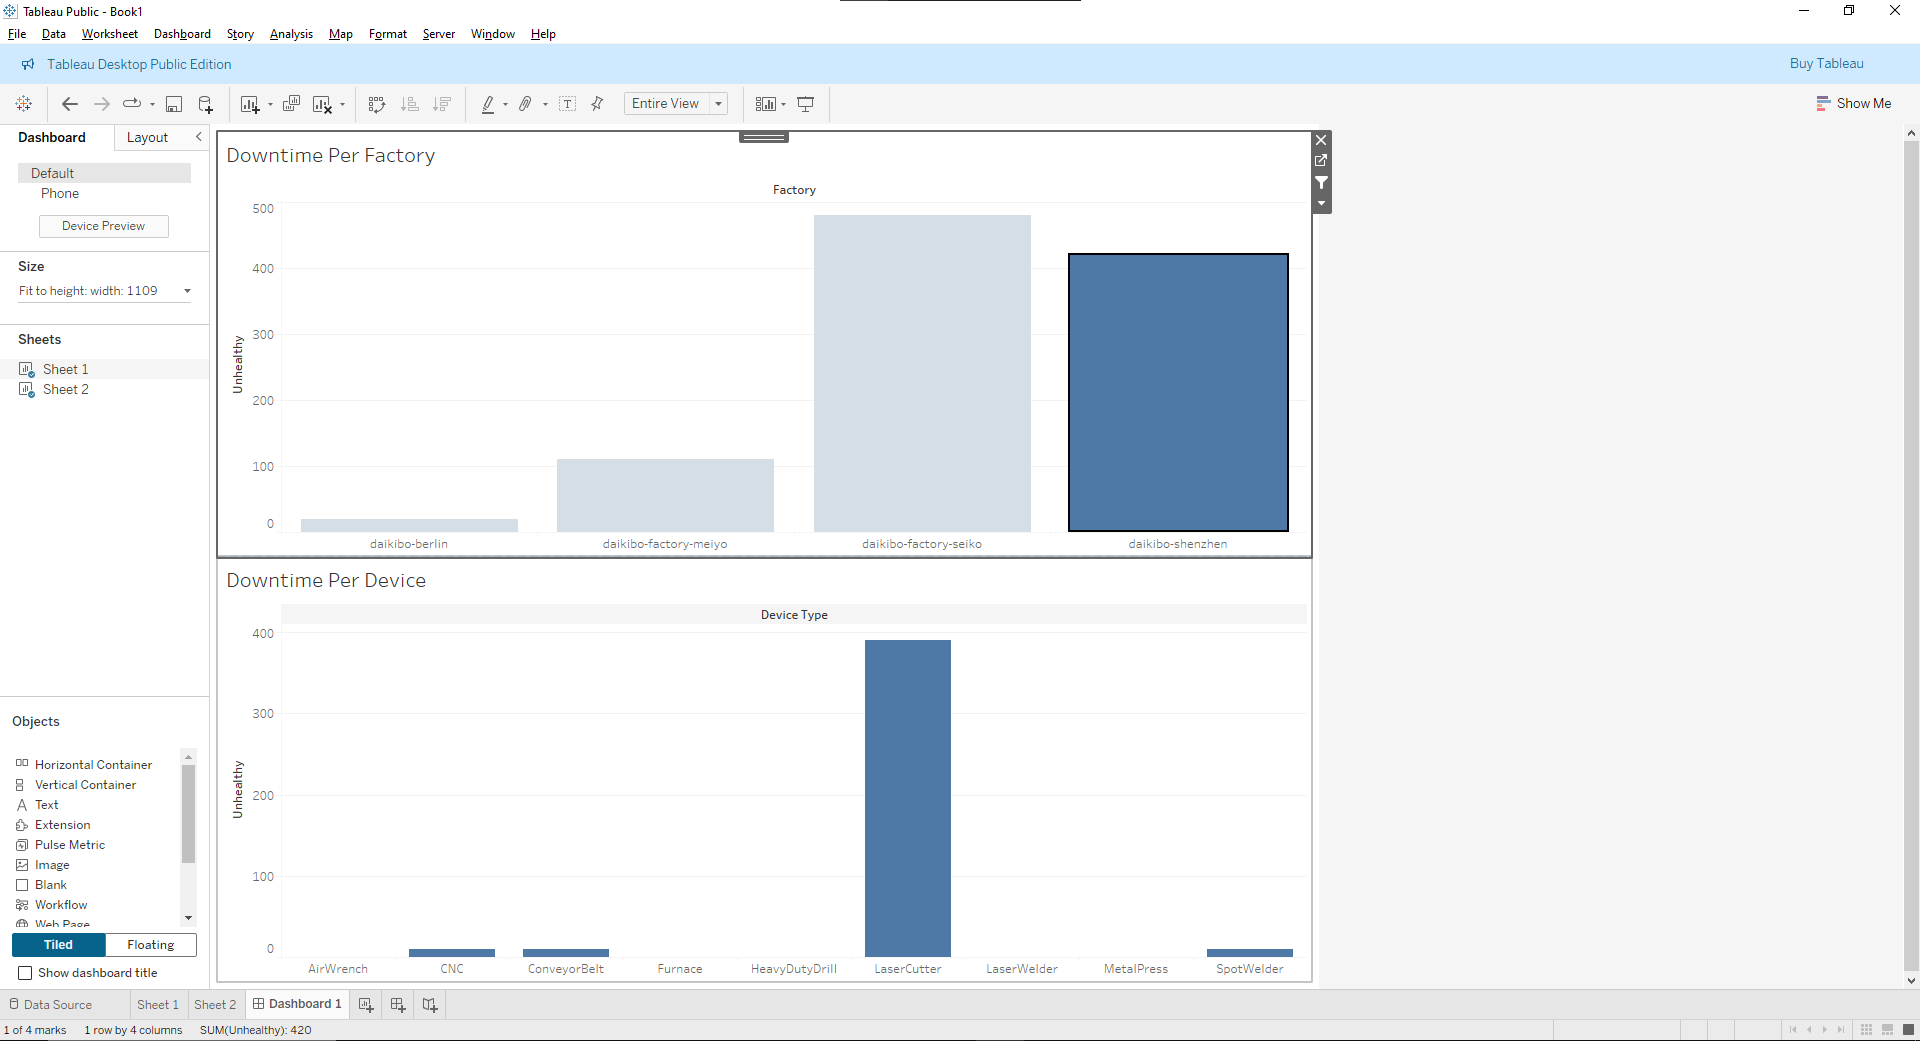 Tableau Public - Book1
File Data Worksheet Dashboard Story Analysis Map Format Server Window Help
Tableau Desktop Public Edition
Buy Tableau
Entire View
Show Me
Dashboard
Layout
Default
Phone
Device Preview
Size
Fit to height: width: 1109
Sheets
Sheet 1
Sheet 2
Objects
Horizontal Container
Vertical Container
Text
Extension
Pulse Metric
Image
Blank
Workflow
Web Page
Tiled
Floating
Show dashboard title
Downtime Per Factory
Factory
500
400
300
200
100
0
Unhealthy
daikibo-berlin
daikibo-factory-meiyo
daikibo-factory-seiko
daikibo-shenzhen
Downtime Per Device
Device Type
400
300
200
100
0
Unhealthy
AirWrench
CNC
ConveyorBelt
Furnace
HeavyDutyDrill
LaserCutter
LaserWelder
MetalPress
SpotWelder
Data Source
Sheet 1
Sheet 2
Dashboard 1
1 of 4 marks
1 row by 4 columns
SUM(Unhealthy): 420